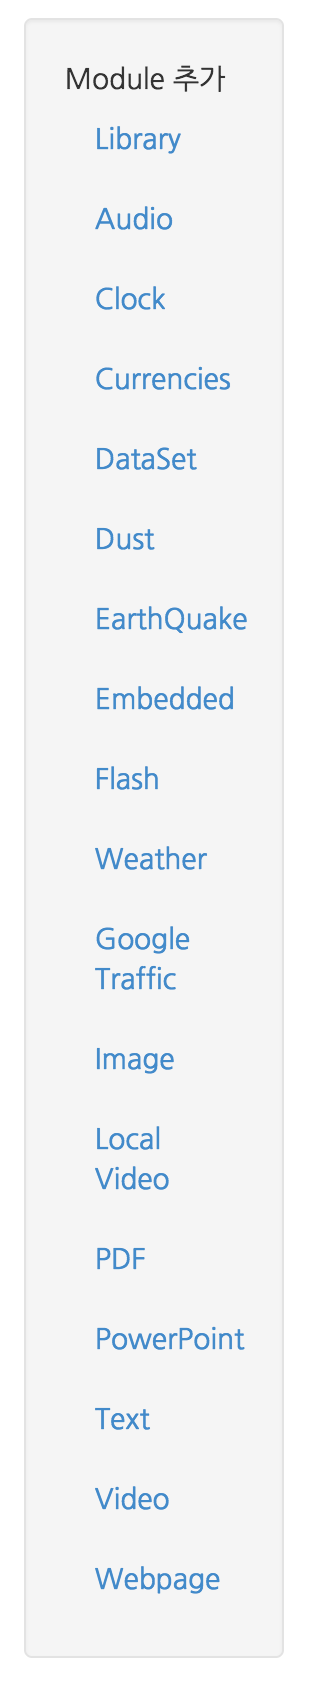 Module 추가
Library
Audio
Clock
Currencies
DataSet
Dust
EarthQuake
Embedded
Flash
Weather
Google
Traffic
Image
Local
Video
PDF
PowerPoint
Text
Video
Webpage